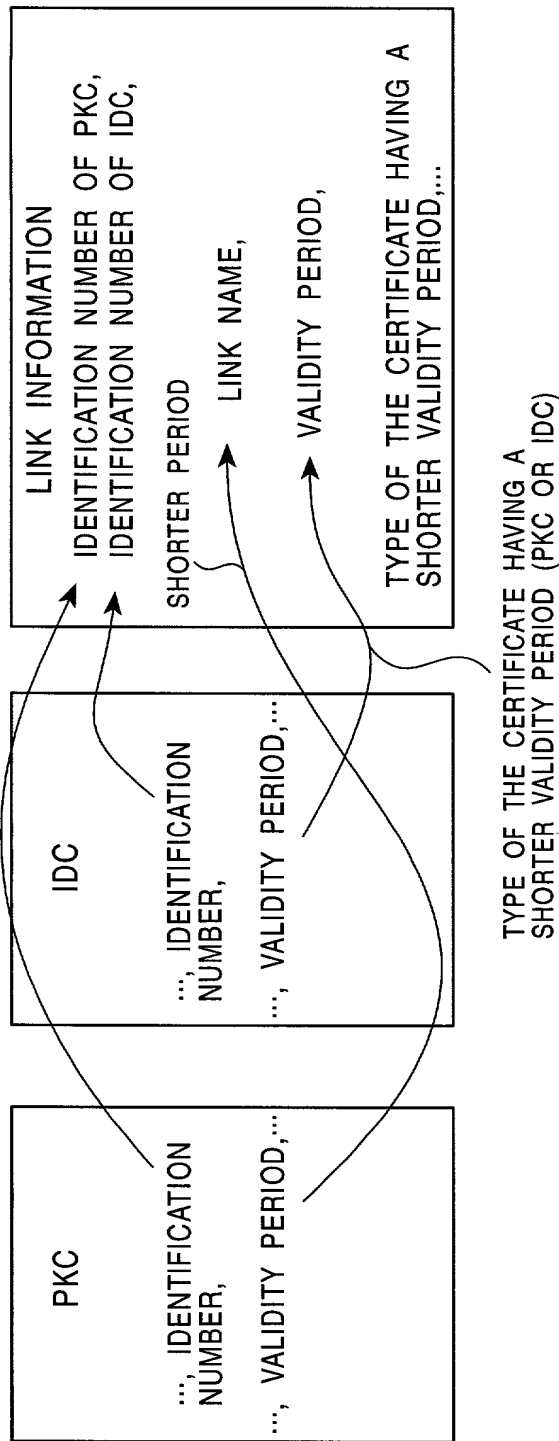 PKC
..., IDENTIFICATION
NUMBER,
..., VALIDITY PERIOD,...
IDC
..., IDENTIFICATION
NUMBER,
..., VALIDITY PERIOD,...
LINK INFORMATION
IDENTIFICATION NUMBER OF PKC,
IDENTIFICATION NUMBER OF IDC,
SHORTER PERIOD
LINK NAME,
VALIDITY PERIOD,
TYPE OF THE CERTIFICATE HAVING A
SHORTER VALIDITY PERIOD,...
TYPE OF THE CERTIFICATE HAVING A
SHORTER VALIDITY PERIOD (PKC OR IDC)